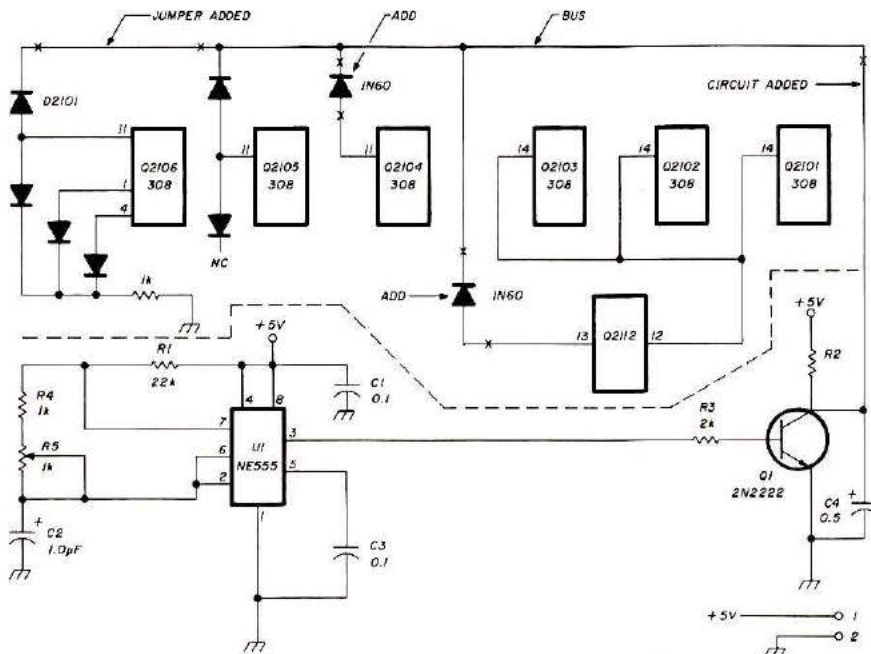 JUMPER ADDED
ADD
BUS
D2101
IN60
CIRCUIT ADDED
11
Q2106
308
1
4
11
Q2105
308
11
Q2104
308
14
Q2103
308
14
Q2102
308
14
Q2101
308
NC
1k
ADD
IN60
13
Q2112
12
+5V
+5V
R1
22k
R2
R4
1k
R5
1k
4
8
7
6
2
U1
NE555
3
5
1
C1
0.1
R3
2k
Q1
2N2222
C2
+
1.0µF
C3
0.1
C4
+
0.5
+5V
1
2